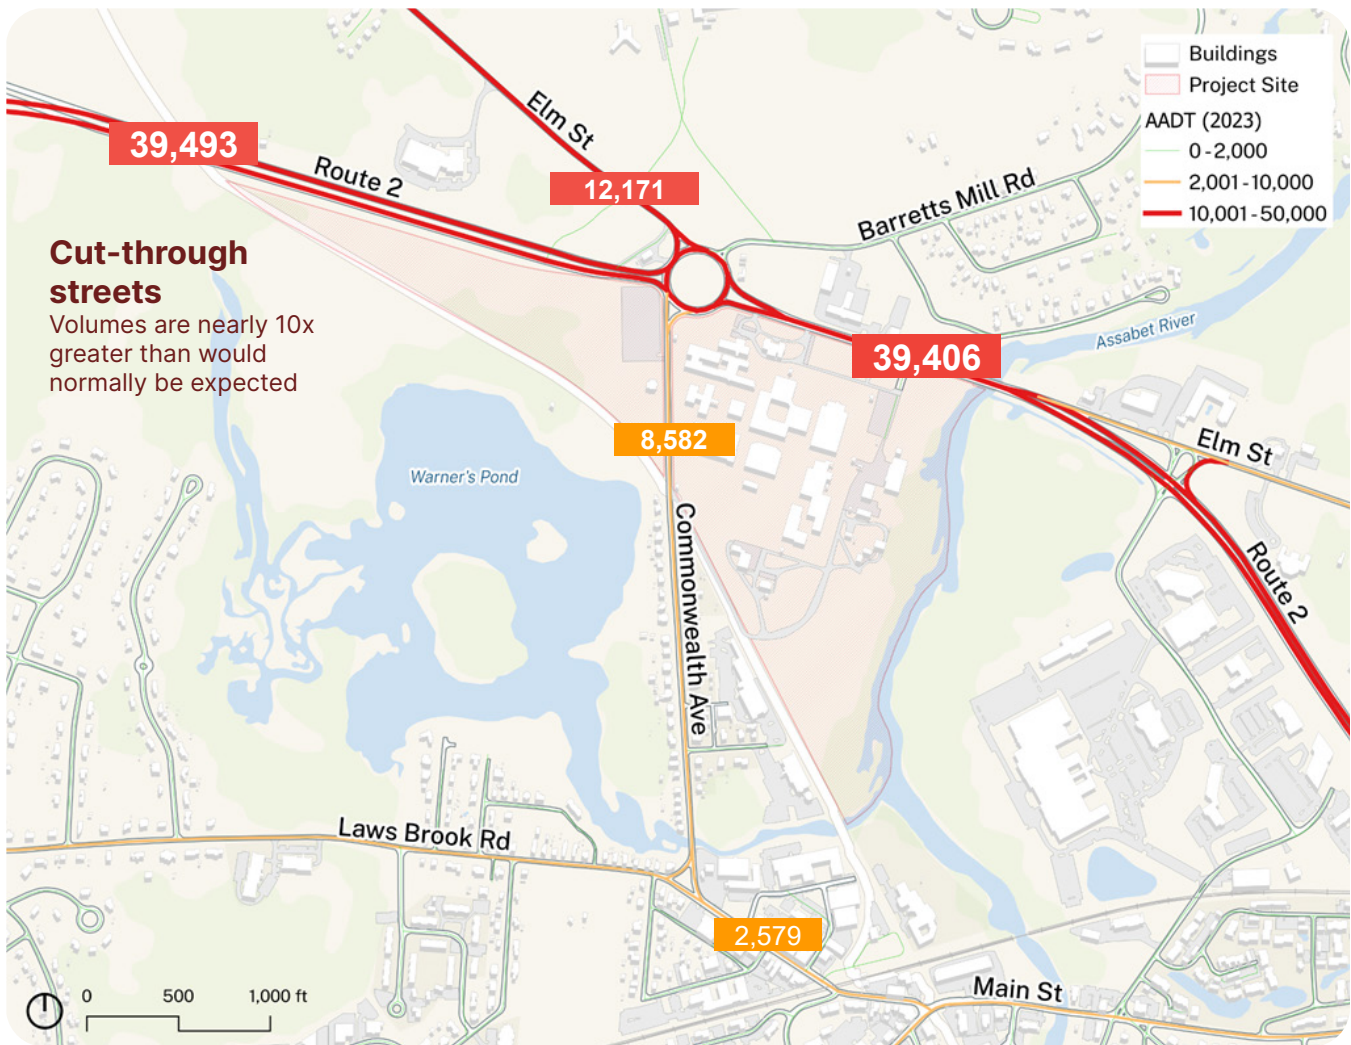 Buildings
Project Site
AADT (2023)
0 - 2,000
2,001 - 10,000
10,001 - 50,000
Elm St
39,493
Route 2
12,171
Barretts Mill Rd
Cut-through
streets
Volumes are nearly 10x
greater than would
normally be expected
Assabet River
39,406
8,582
Elm St
Warner's Pond
Commonwealth Ave
Route 2
Laws Brook Rd
2,579
Main St
0 500 1,000 ft